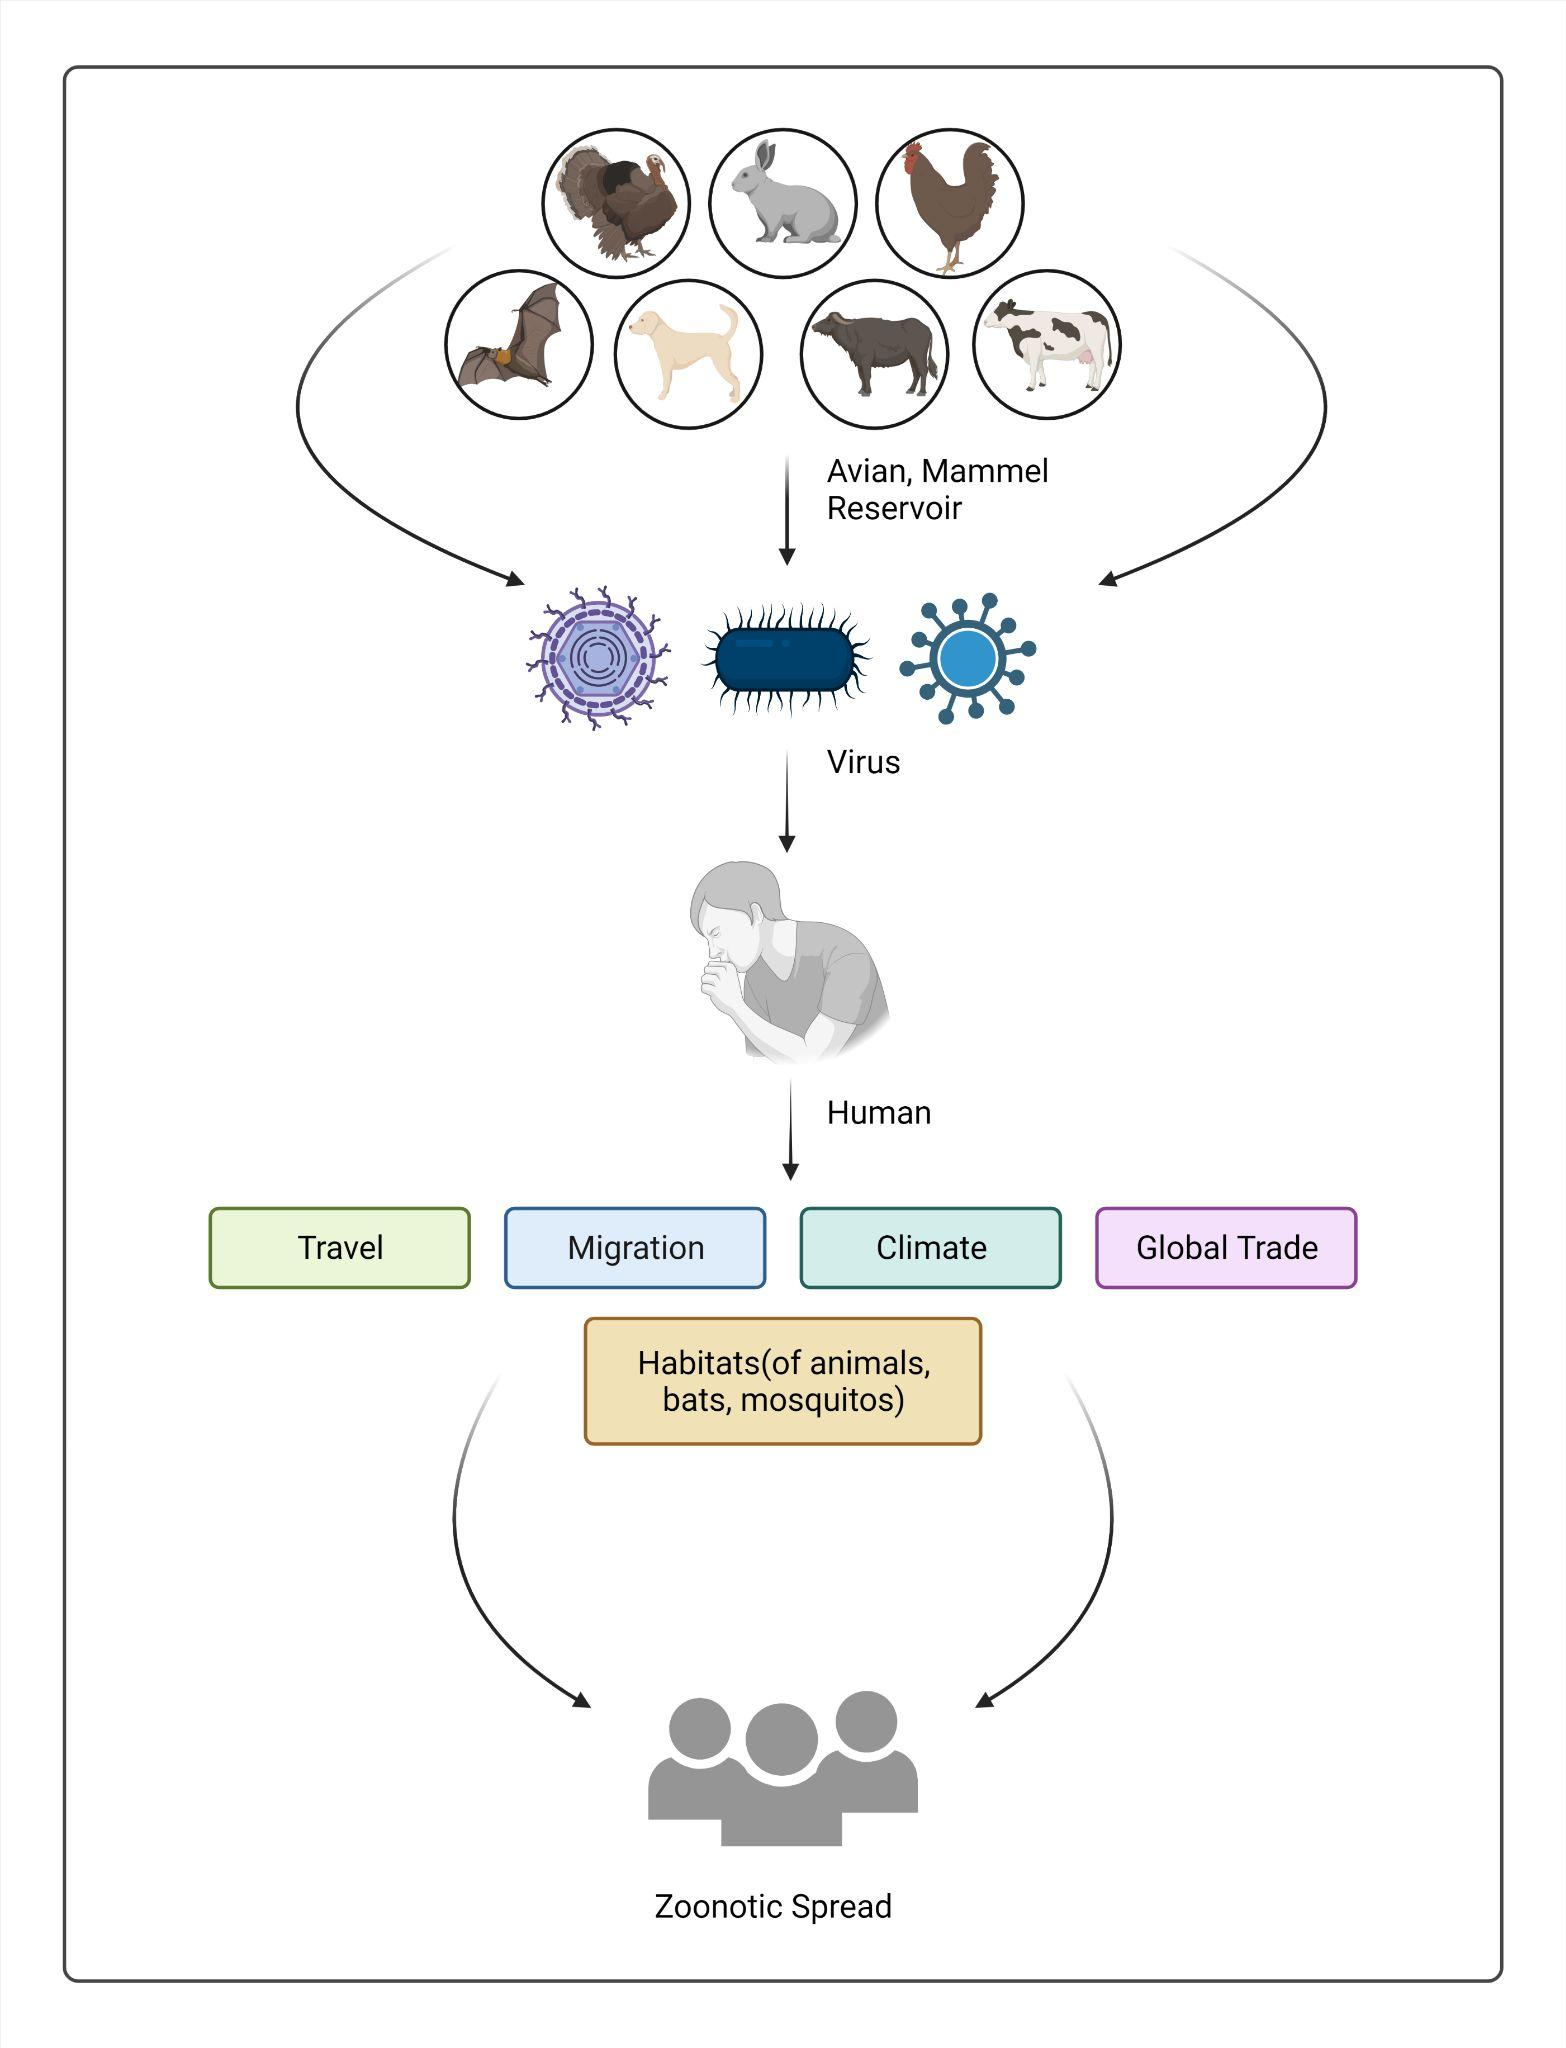 Avian, Mammel
Reservoir
Virus
Human
Travel
Migration
Climate
Global Trade
Habitats(of animals,
bats, mosquitos)
Zoonotic Spread